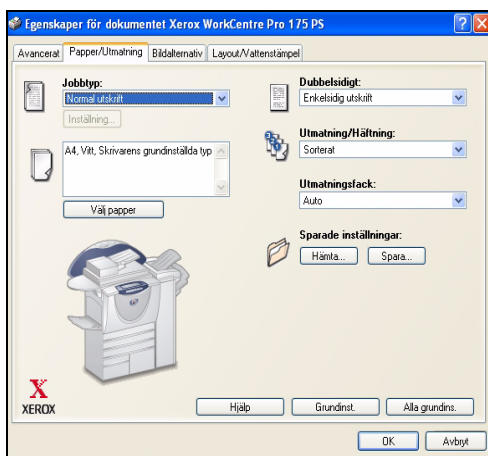 Egenskaper för dokumentet Xerox WorkCentre Pro 175 PS
Avancerat Papper/Utmatning Bildalternativ Layout/Vattenstämpel
Jobbtyp:
Normal utskrift
Inställning...
A4, Vitt, Skrivarens grundinställda typ
Välj papper
Dubbelsidigt:
Enkelsidig utskrift
Utmatning/Häftning:
Sorterat
Utmatningsfack:
Auto
Sparade inställningar:
Hämta... Spara...
X
XEROX
Hjälp Grundinst. Alla grundins.
OK Avbryt